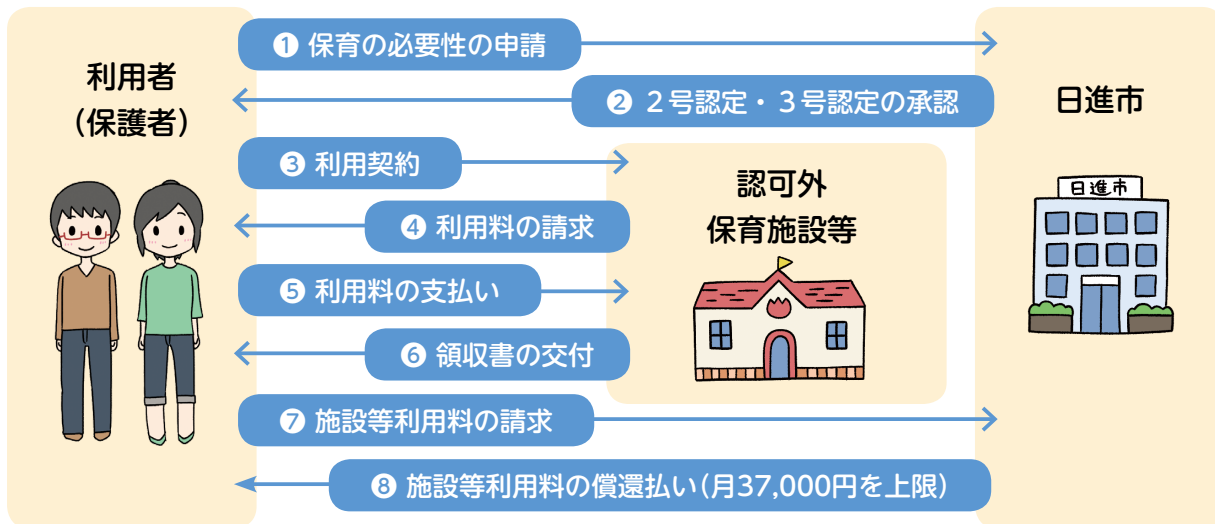 ❶ 保育の必要性の申請
利用者
（保護者）
❷ ２号認定・３号認定の承認
日進市
❸ 利用契約
認可外
保育施設等
日進市
❹ 利用料の請求
❺ 利用料の支払い
❻ 領収書の交付
❼ 施設等利用料の請求
❽ 施設等利用料の償還払い（月37,000円を上限）